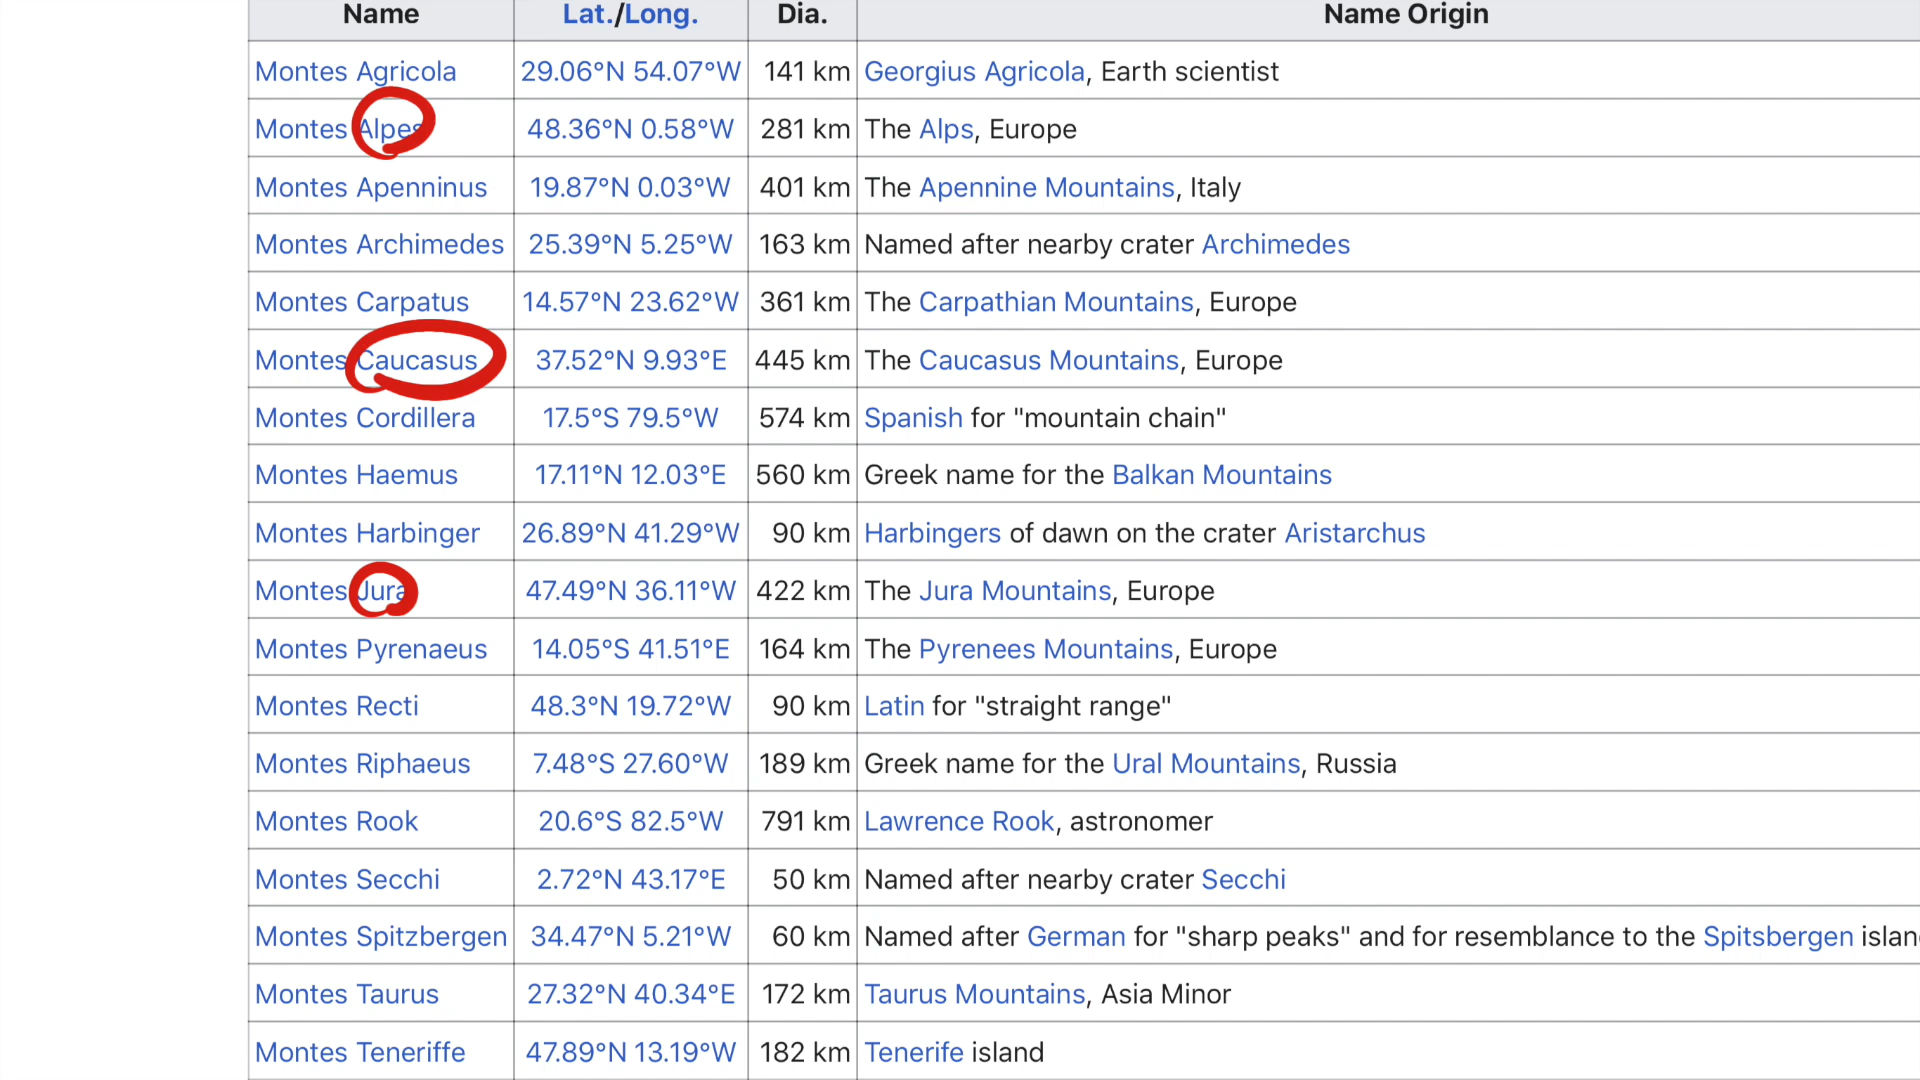 Name Lat./Long. Dia. Name Origin
Montes Agricola 29.06°N 54.07°W 141 km Georgius Agricola, Earth scientist
Montes Alpes 48.36°N 0.58°W 281 km The Alps, Europe
Montes Apenninus 19.87°N 0.03°W 401 km The Apennine Mountains, Italy
Montes Archimedes 25.39°N 5.25°W 163 km Named after nearby crater Archimedes
Montes Carpatus 14.57°N 23.62°W 361 km The Carpathian Mountains, Europe
Montes Caucasus 37.52°N 9.93°E 445 km The Caucasus Mountains, Europe
Montes Cordillera 17.5°S 79.5°W 574 km Spanish for "mountain chain"
Montes Haemus 17.11°N 12.03°E 560 km Greek name for the Balkan Mountains
Montes Harbinger 26.89°N 41.29°W 90 km Harbingers of dawn on the crater Aristarchus
Montes Jura 47.49°N 36.11°W 422 km The Jura Mountains, Europe
Montes Pyrenaeus 14.05°S 41.51°E 164 km The Pyrenees Mountains, Europe
Montes Recti 48.3°N 19.72°W 90 km Latin for "straight range"
Montes Riphaeus 7.48°S 27.60°W 189 km Greek name for the Ural Mountains, Russia
Montes Rook 20.6°S 82.5°W 791 km Lawrence Rook, astronomer
Montes Secchi 2.72°N 43.17°E 50 km Named after nearby crater Secchi
Montes Spitzbergen 34.47°N 5.21°W 60 km Named after German for "sharp peaks" and for resemblance to the Spitsbergen islan
Montes Taurus 27.32°N 40.34°E 172 km Taurus Mountains, Asia Minor
Montes Teneriffe 47.89°N 13.19°W 182 km Tenerife island